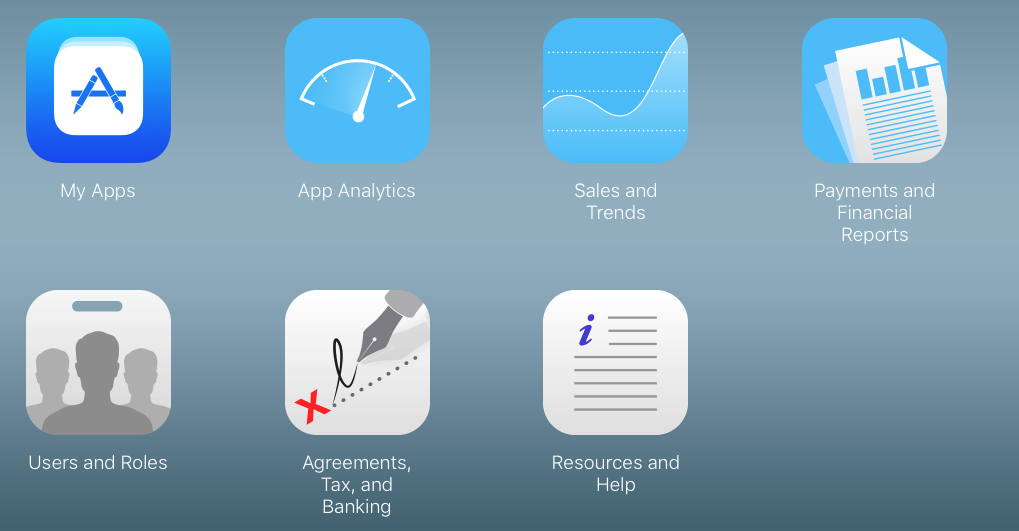 My Apps
App Analytics
Sales and
Trends
Payments and
Financial
Reports
Users and Roles
Agreements,
Tax, and
Banking
Resources and
Help